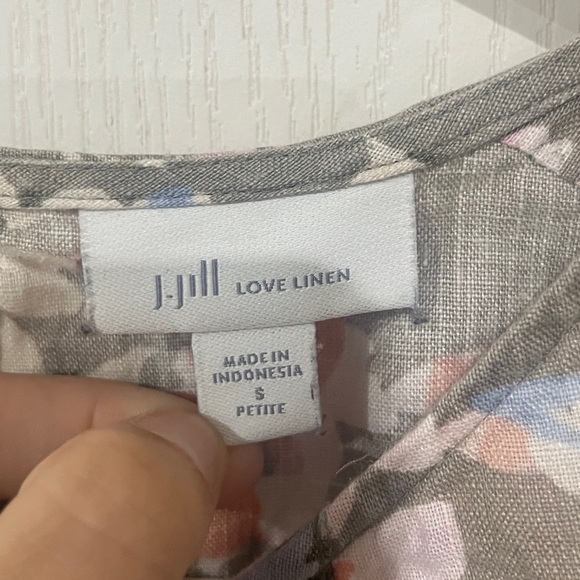 J.Jill LOVE LINEN
MADE IN
INDONESIA
S
PETITE